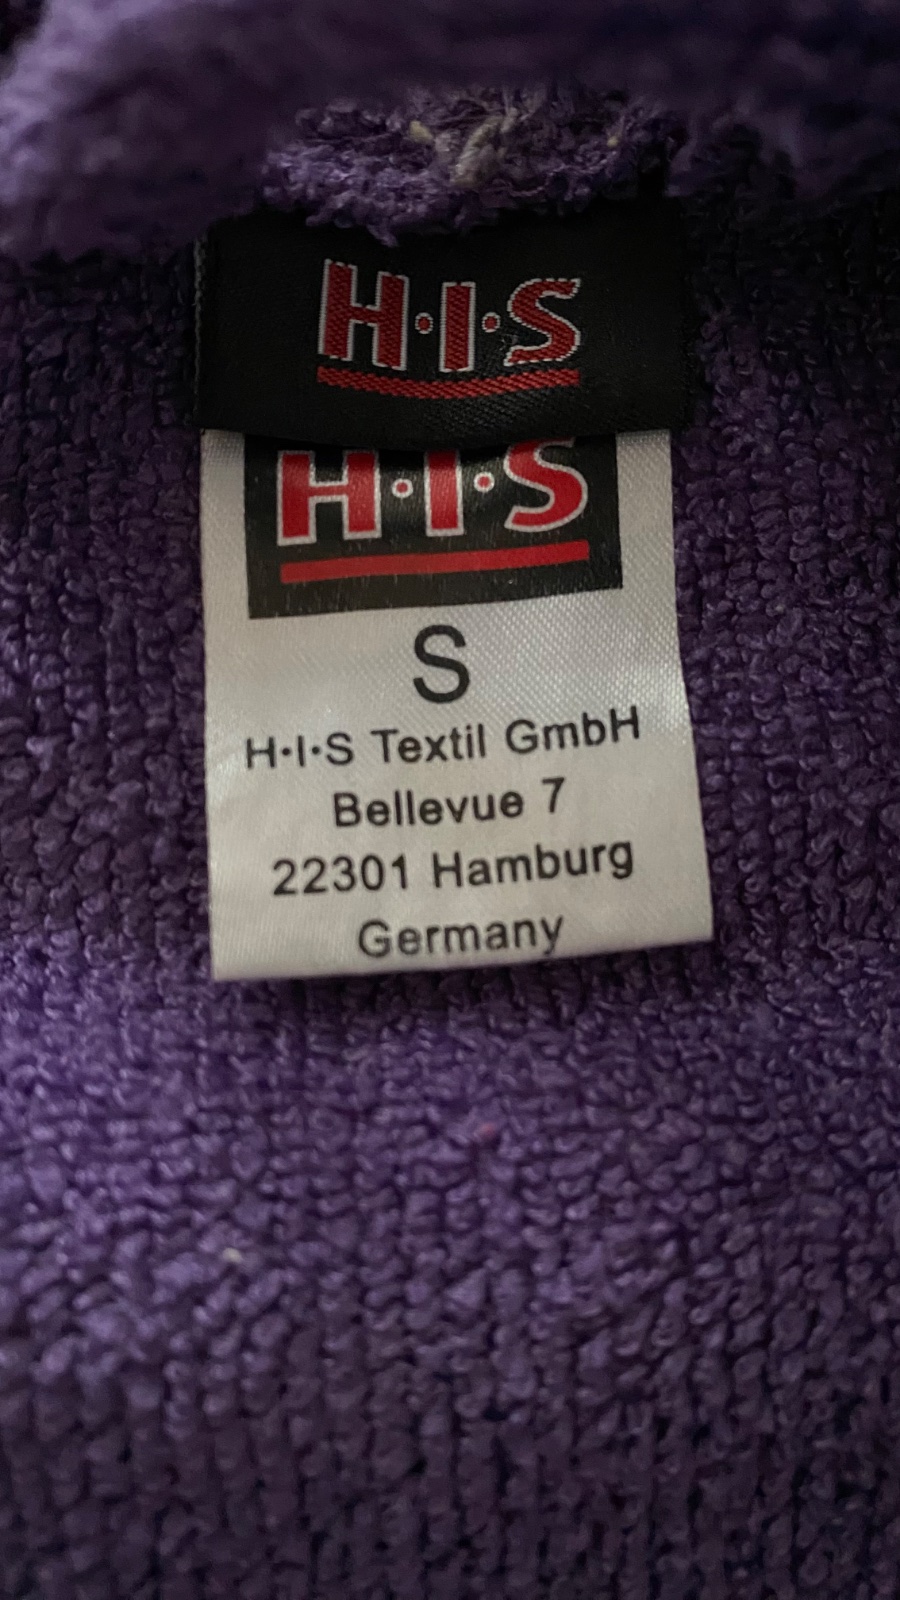 H·I·S
H·I·S
S
H·I·S Textil GmbH
Bellevue 7
22301 Hamburg
Germany